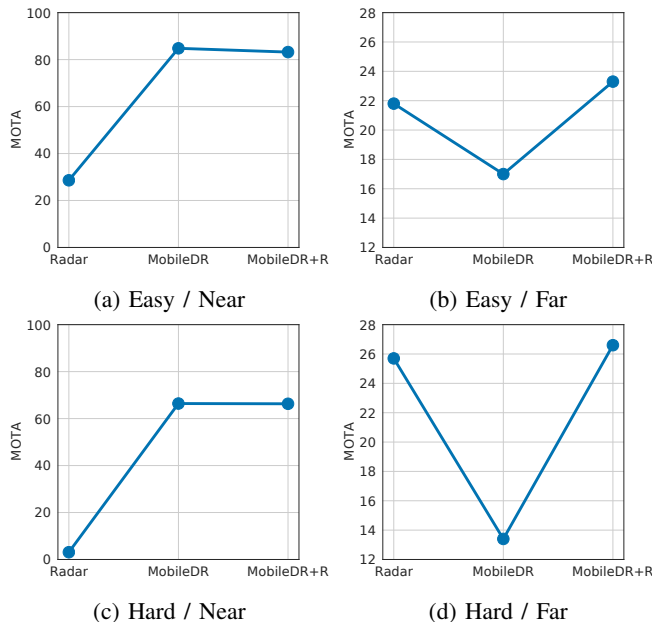 100
80
60
40
20
0
MOTA
Radar MobileDR MobileDR+R
(a) Easy / Near
28
26
24
22
20
18
16
14
12
MOTA
Radar MobileDR MobileDR+R
(b) Easy / Far
100
80
60
40
20
0
MOTA
Radar MobileDR MobileDR+R
(c) Hard / Near
28
26
24
22
20
18
16
14
12
MOTA
Radar MobileDR MobileDR+R
(d) Hard / Far